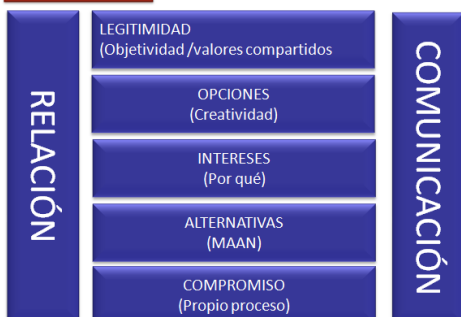 RELACIÓN
LEGITIMIDAD
(Objetividad /valores compartidos
OPCIONES
(Creatividad)
INTERESES
(Por qué)
ALTERNATIVAS
(MAAN)
COMPROMISO
(Propio proceso)
COMUNICACIÓN